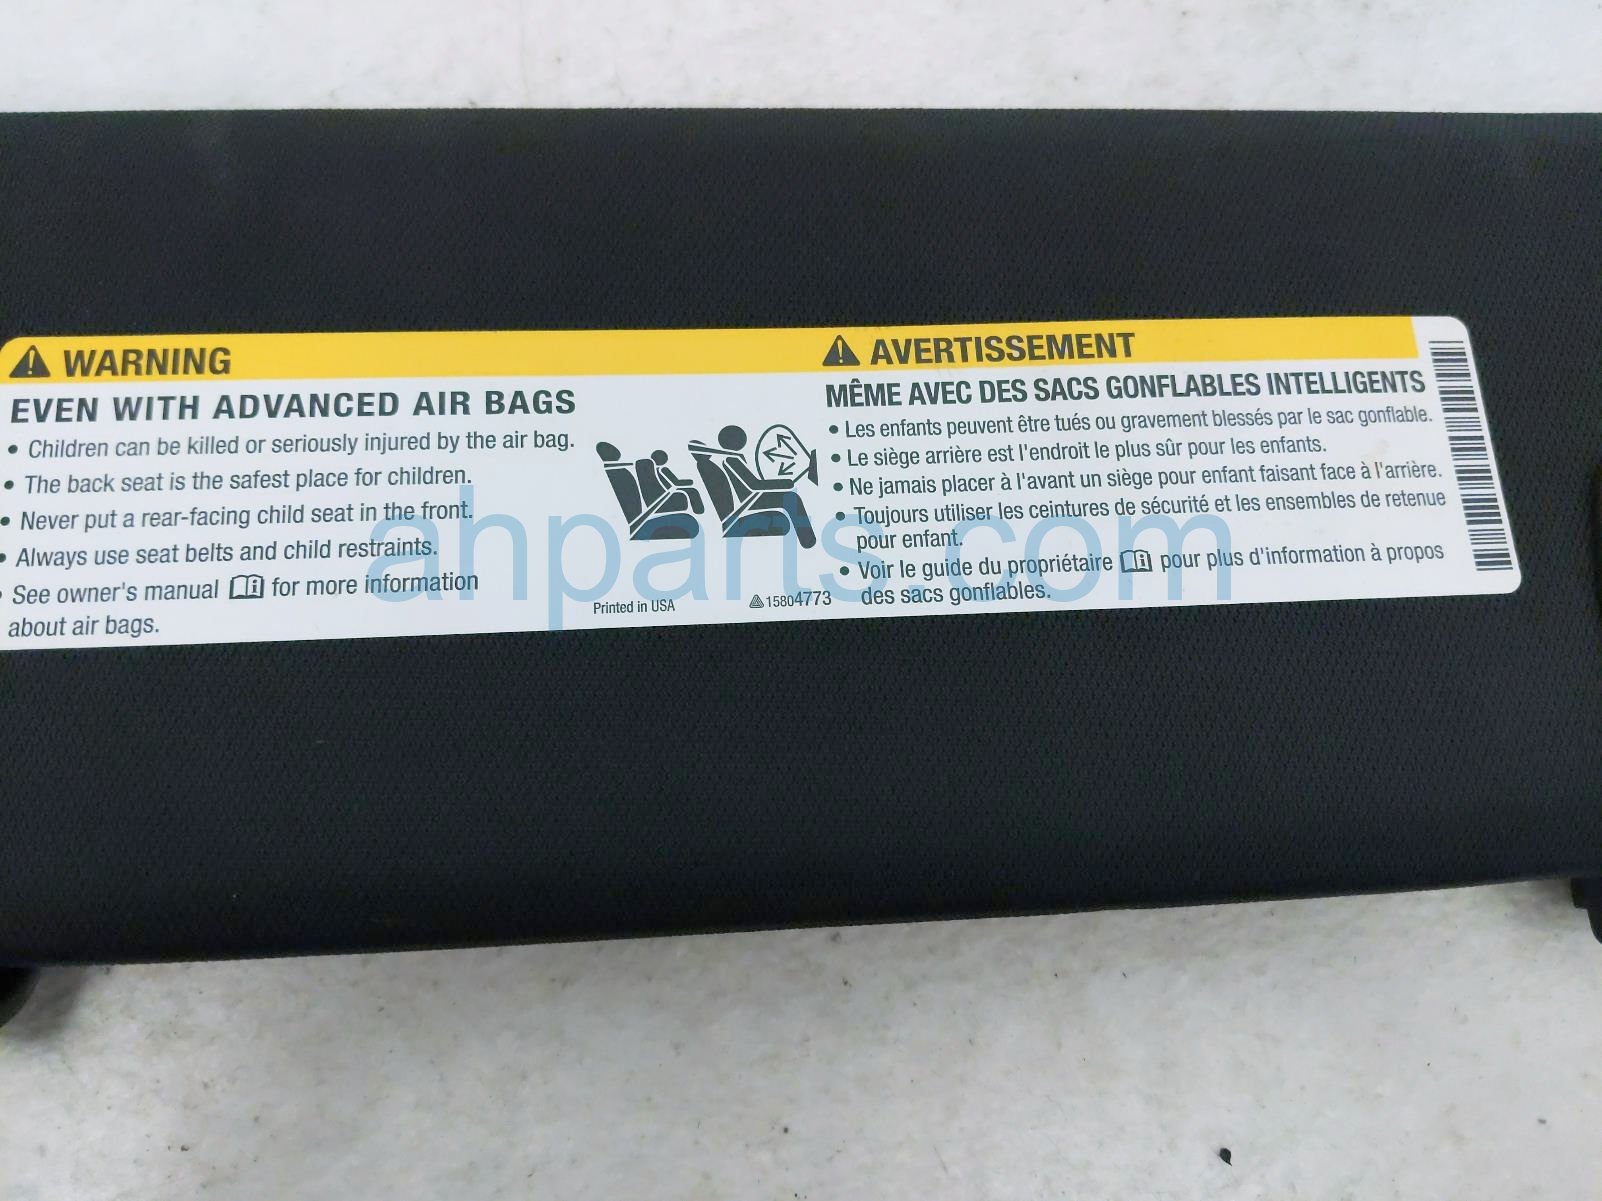 WARNING
EVEN WITH ADVANCED AIR BAGS
• Children can be killed or seriously injured by the air bag.
• The back seat is the safest place for children.
• Never put a rear-facing child seat in the front.
• Always use seat belts and child restraints.
• See owner's manual for more information
about air bags.
Printed in USA
15804773
AVERTISSEMENT
MÊME AVEC DES SACS GONFLABLES INTELLIGENTS
• Les enfants peuvent être tués ou gravement blessés par le sac gonflable.
• Le siège arrière est l'endroit le plus sûr pour les enfants.
• Ne jamais placer à l'avant un siège pour enfant faisant face à l'arrière.
• Toujours utiliser les ceintures de sécurité et les ensembles de retenue
pour enfant.
• Voir le guide du propriétaire pour plus d'information à propos
des sacs gonflables.
ahparts.com